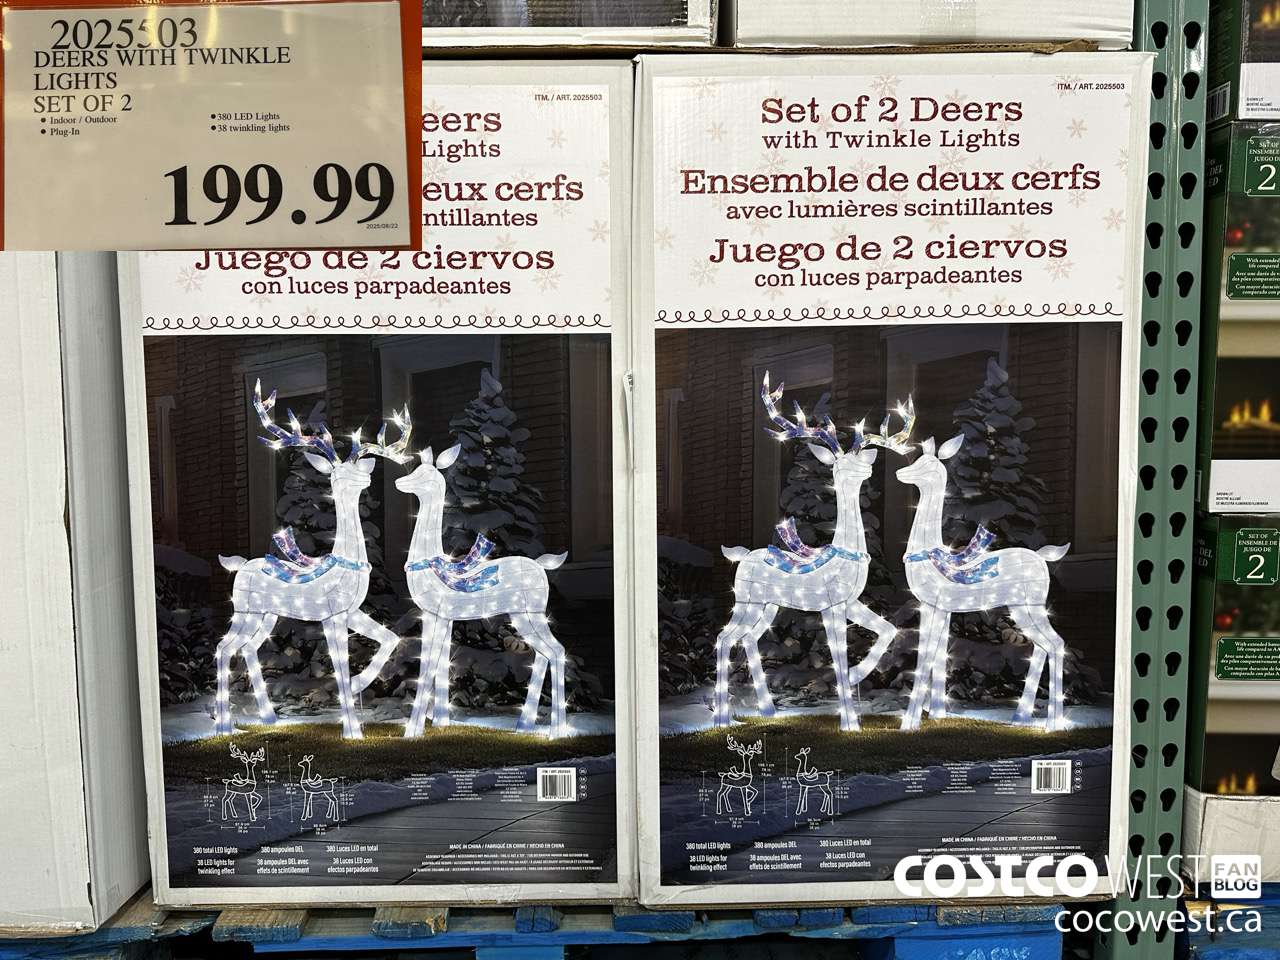 2025503
DEERS WITH TWINKLE
LIGHTS
SET OF 2
• Indoor / Outdoor
• Plug-In
• 380 LED Lights
• 38 twinkling lights
199.99
2025/08/22
ITM. / ART. 2025503
eers
Lights
deux cerfs
ntillantes
Juego de 2 ciervos
con luces parpadeantes
380 total LED lights
38 LED lights for
twinkling effect
380 ampoules DEL
38 ampoules DEL avec
effets de scintillement
380 Luces LED en total
38 Luces LED con
efectos parpadeantes
MADE IN CHINA / FABRIQUÉ EN CHINE / HECHO EN CHINA
ITM. / ART. 2025503
Set of 2 Deers
with Twinkle Lights
Ensemble de deux cerfs
avec lumières scintillantes
Juego de 2 ciervos
con luces parpadeantes
380 total LED lights
38 LED lights for
twinkling effect
380 ampoules DEL
38 ampoules DEL avec
effets de scintillement
380 Luces LED en total
38 Luces LED con
efectos parpadeantes
MADE IN CHINA / FABRIQUÉ EN CHINE / HECHO EN CHINA
SET OF
ENSEMBLE DE
JUEGO DE
2
COSTCO WEST FAN BLOG
cocowest.ca